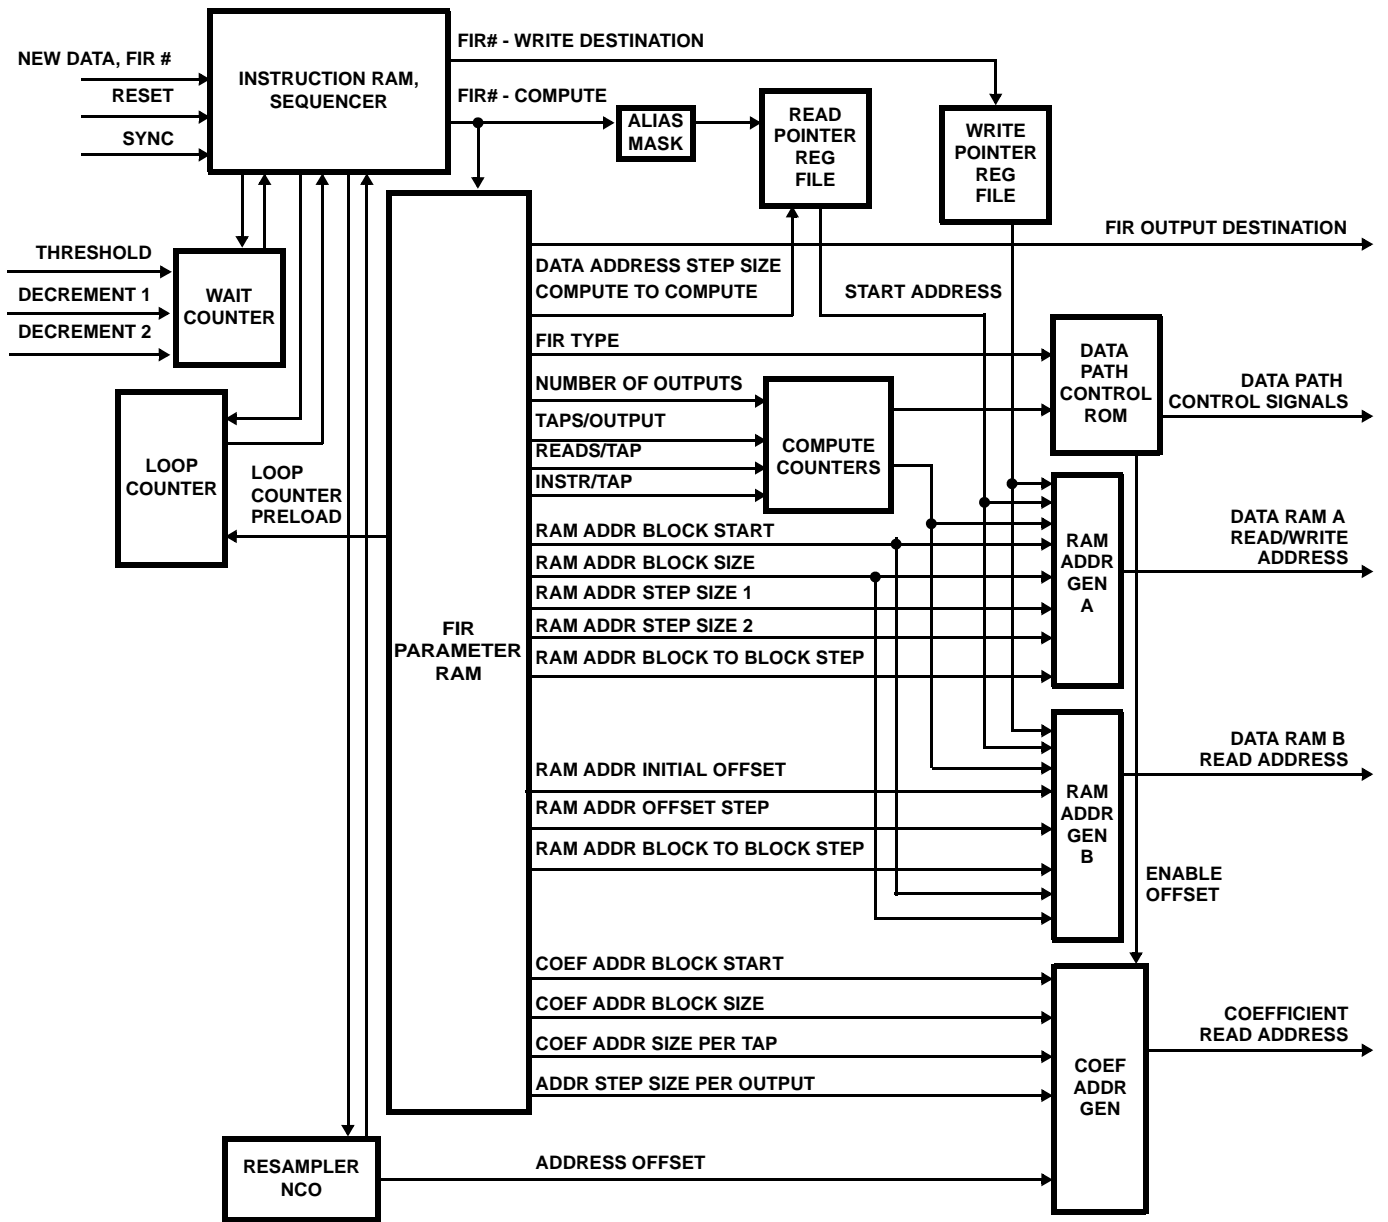 FIR# - WRITE DESTINATION
NEW DATA, FIR #
INSTRUCTION RAM,
SEQUENCER
RESET
FIR# - COMPUTE
SYNC
ALIAS
MASK
READ
POINTER
REG
FILE
WRITE
POINTER
REG
FILE
FIR OUTPUT DESTINATION
THRESHOLD
DECREMENT 1
DECREMENT 2
WAIT
COUNTER
DATA ADDRESS STEP SIZE
COMPUTE TO COMPUTE
START ADDRESS
FIR TYPE
DATA
PATH
CONTROL
ROM
DATA PATH
CONTROL SIGNALS
NUMBER OF OUTPUTS
TAPS/OUTPUT
READS/TAP
INSTR/TAP
COMPUTE
COUNTERS
LOOP
COUNTER
LOOP
COUNTER
PRELOAD
RAM ADDR BLOCK START
RAM ADDR BLOCK SIZE
RAM ADDR STEP SIZE 1
RAM ADDR STEP SIZE 2
RAM ADDR BLOCK TO BLOCK STEP
RAM
ADDR
GEN
A
DATA RAM A
READ/WRITE
ADDRESS
FIR
PARAMETER
RAM
RAM ADDR INITIAL OFFSET
RAM ADDR OFFSET STEP
RAM ADDR BLOCK TO BLOCK STEP
RAM
ADDR
GEN
B
DATA RAM B
READ ADDRESS
ENABLE
OFFSET
COEF ADDR BLOCK START
COEF ADDR BLOCK SIZE
COEF ADDR SIZE PER TAP
ADDR STEP SIZE PER OUTPUT
COEF
ADDR
GEN
COEFFICIENT
READ ADDRESS
RESAMPLER
NCO
ADDRESS OFFSET